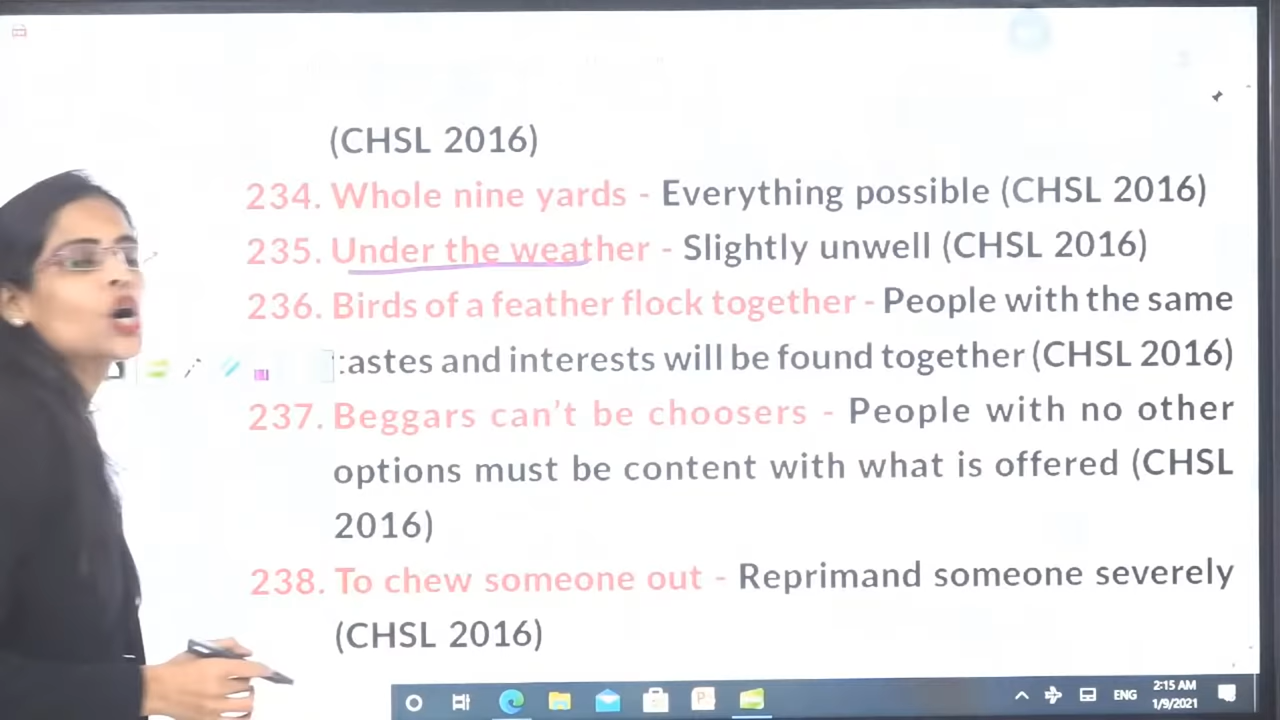 (CHSL 2016)
234. Whole nine yards - Everything possible (CHSL 2016)
235. Under the weather - Slightly unwell (CHSL 2016)
236. Birds of a feather flock together - People with the same
tastes and interests will be found together (CHSL 2016)
237. Beggars can't be choosers - People with no other
options must be content with what is offered (CHSL
2016)
238. To chew someone out - Reprimand someone severely
(CHSL 2016)
ENG
2:15 AM
1/9/2021